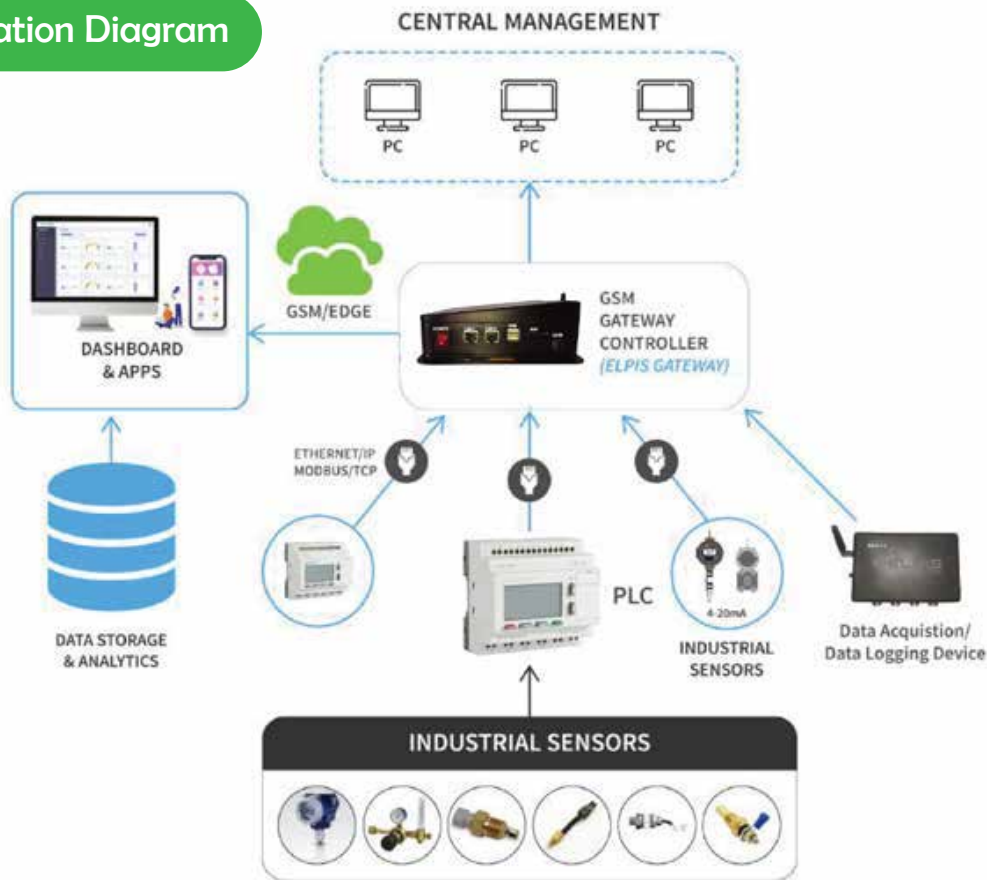 ation Diagram
CENTRAL MANAGEMENT
PC
PC
PC
GSM/EDGE
GSM
GATEWAY
CONTROLLER
(ELPIS GATEWAY)
DASHBOARD
& APPS
ETHERNET/IP
MODBUS/TCP
PLC
4-20mA
DATA STORAGE
& ANALYTICS
INDUSTRIAL
SENSORS
Data Acquistion/
Data Logging Device
INDUSTRIAL SENSORS